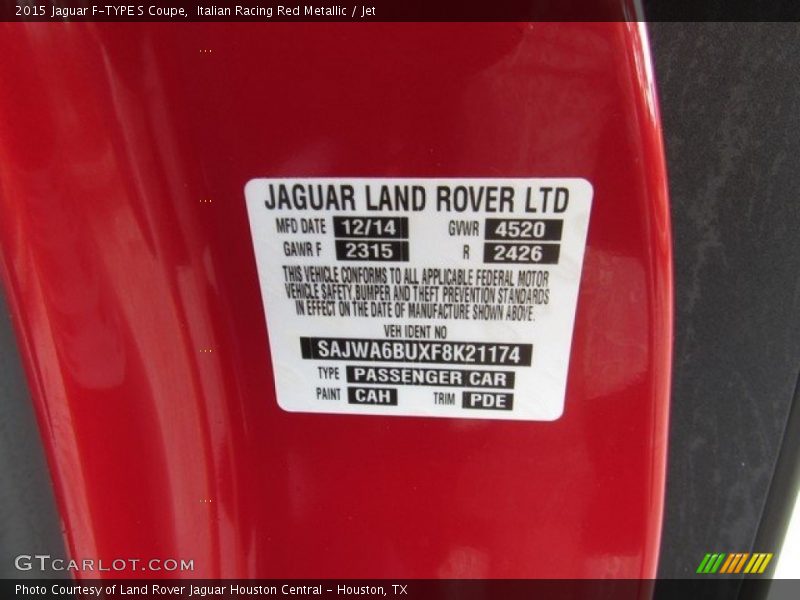 2015 Jaguar F-TYPE S Coupe,  Italian Racing Red Metallic / Jet
JAGUAR LAND ROVER LTD
MFD DATE 12/14 GVWR 4520
GAWR F 2315 R 2426
THIS VEHICLE CONFORMS TO ALL APPLICABLE FEDERAL MOTOR
VEHICLE SAFETY,BUMPER AND THEFT PREVENTION STANDARDS
IN EFFECT ON THE DATE OF MANUFACTURE SHOWN ABOVE.
VEH IDENT NO
SAJWA6BUXF8K21174
TYPE PASSENGER CAR
PAINT CAH TRIM PDE
GTCARLOT.COM
Photo Courtesy of Land Rover Jaguar Houston Central - Houston, TX